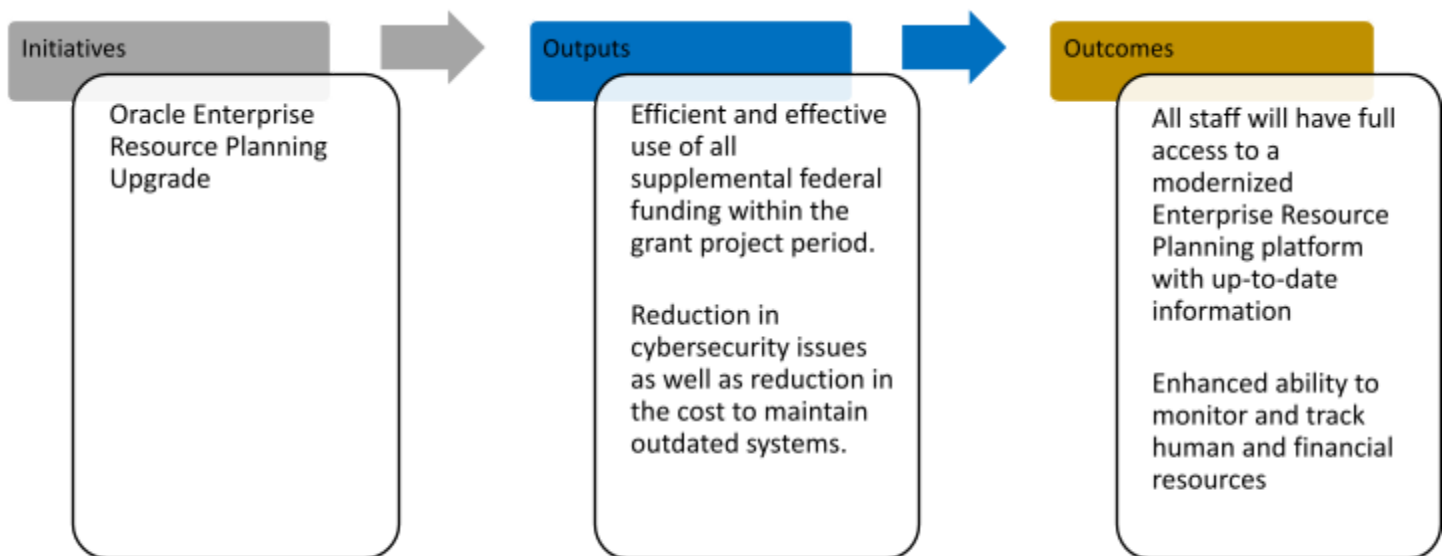 Initiatives
Oracle Enterprise
Resource Planning
Upgrade
Outputs
Efficient and effective
use of all
supplemental federal
funding within the
grant project period.
Reduction in
cybersecurity issues
as well as reduction in
the cost to maintain
outdated systems.
Outcomes
All staff will have full
access to a
modernized
Enterprise Resource
Planning platform
with up-to-date
information
Enhanced ability to
monitor and track
human and financial
resources